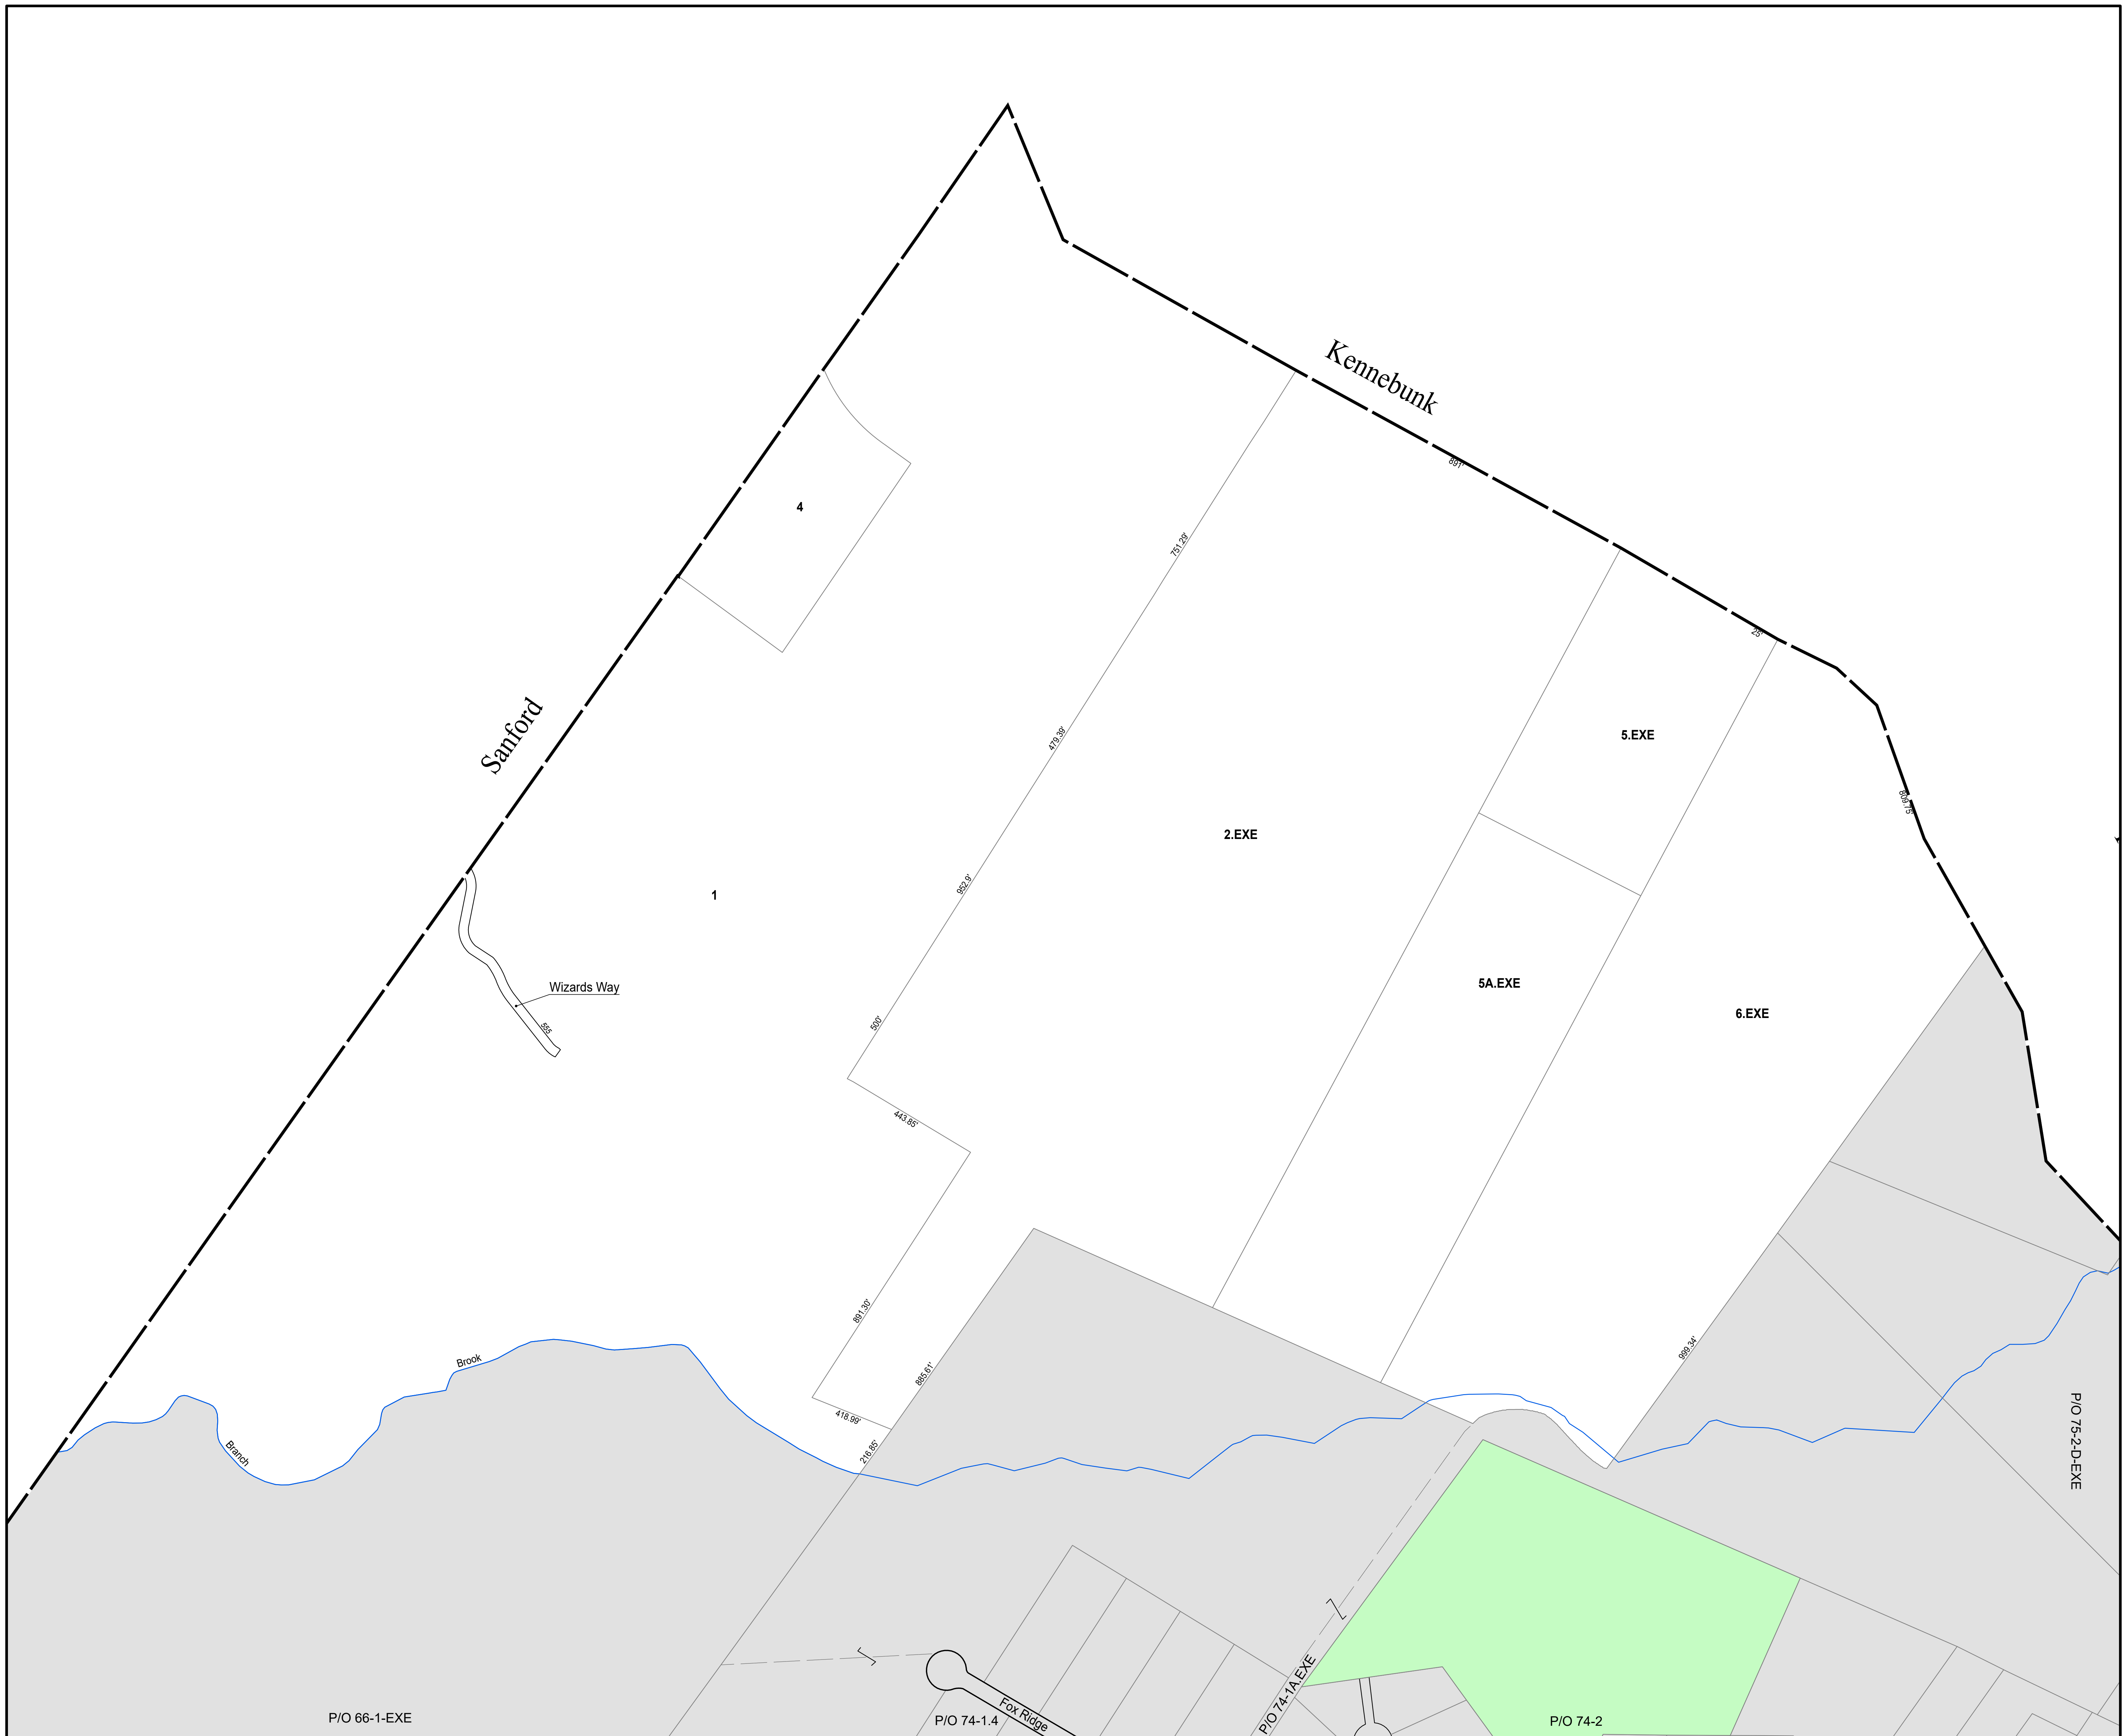 Kennebunk
891'
4
751.29'
25'
Sanford
5.EXE
479.39'
809.75'
2.EXE
952.9'
1
5A.EXE
Wizards Way
6.EXE
500'
555
443.85'
891.30'
999.34'
Brook
885.61'
418.99'
P/O 75-2-D-EXE
Branch
216.85'
P/O 74-1A.EXE
Fox Ridge
P/O 66-1-EXE
P/O 74-1.4
P/O 74-2